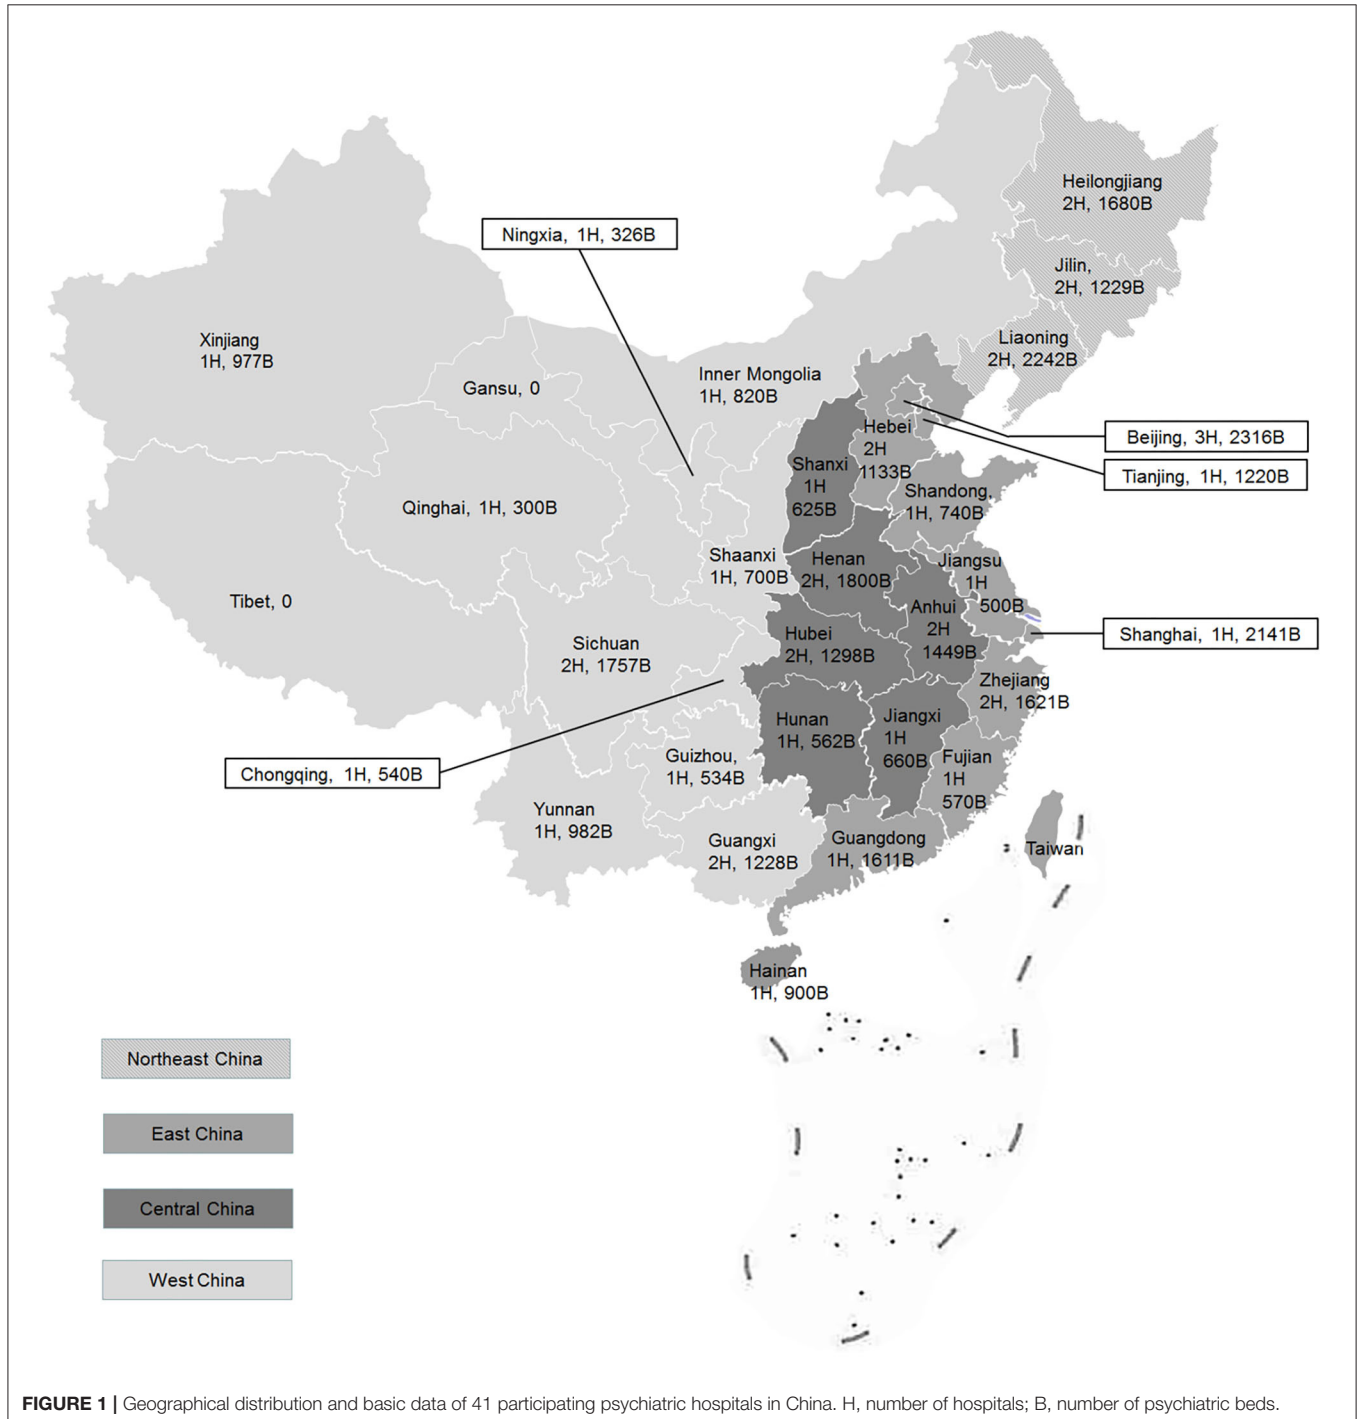 Heilongjiang
2H, 1680B
Ningxia, 1H, 326B
Jilin,
2H, 1229B
Xinjiang
1H, 977B
Liaoning
2H, 2242B
Gansu, 0
Inner Mongolia
1H, 820B
Hebei
2H
1133B
Beijing, 3H, 2316B
Tianjing, 1H, 1220B
Shanxi
1H
625B
Shandong,
1H, 740B
Qinghai, 1H, 300B
Shaanxi
1H, 700B
Henan
2H, 1800B
Jiangsu
1H
500B
Tibet, 0
Anhui
2H
1449B
Sichuan
2H, 1757B
Hubei
2H, 1298B
Shanghai, 1H, 2141B
Zhejiang
2H, 1621B
Hunan
1H, 562B
Jiangxi
1H
660B
Chongqing, 1H, 540B
Guizhou,
1H, 534B
Fujian
1H
570B
Yunnan
1H, 982B
Guangxi
2H, 1228B
Guangdong
1H, 1611B
Taiwan
Hainan
1H, 900B
Northeast China
East China
Central China
West China
FIGURE 1 | Geographical distribution and basic data of 41 participating psychiatric hospitals in China. H, number of hospitals; B, number of psychiatric beds.